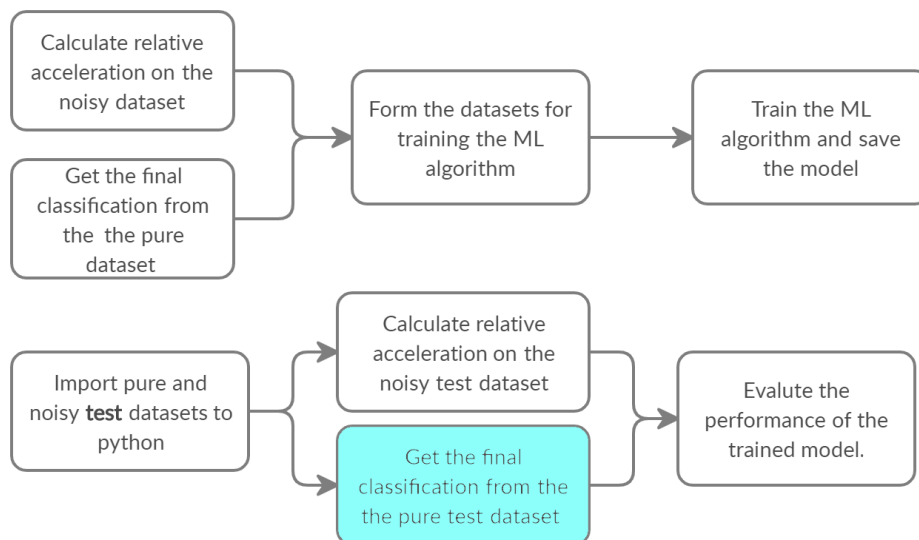 Calculate relative
acceleration on the
noisy dataset
Get the final
classification from
the the pure
dataset
Form the datasets for
training the ML
algorithm
Train the ML
algorithm and save
the model
Import pure and
noisy test datasets to
python
Calculate relative
acceleration on the
noisy test dataset
Get the final
classification from the
the pure test dataset
Evalute the
performance of the
trained model.